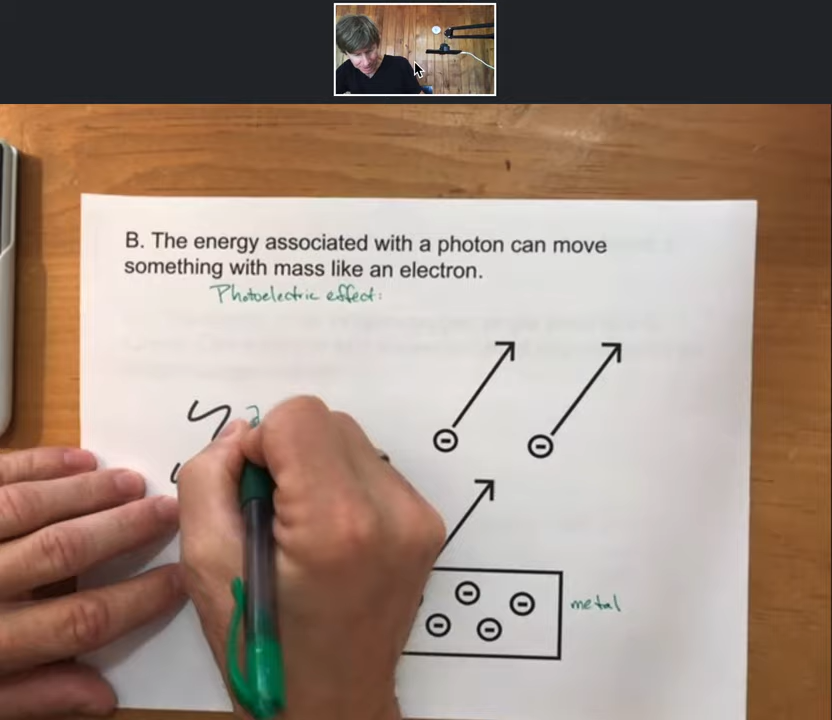 B. The energy associated with a photon can move
something with mass like an electron.
Photoelectric effect:
metal